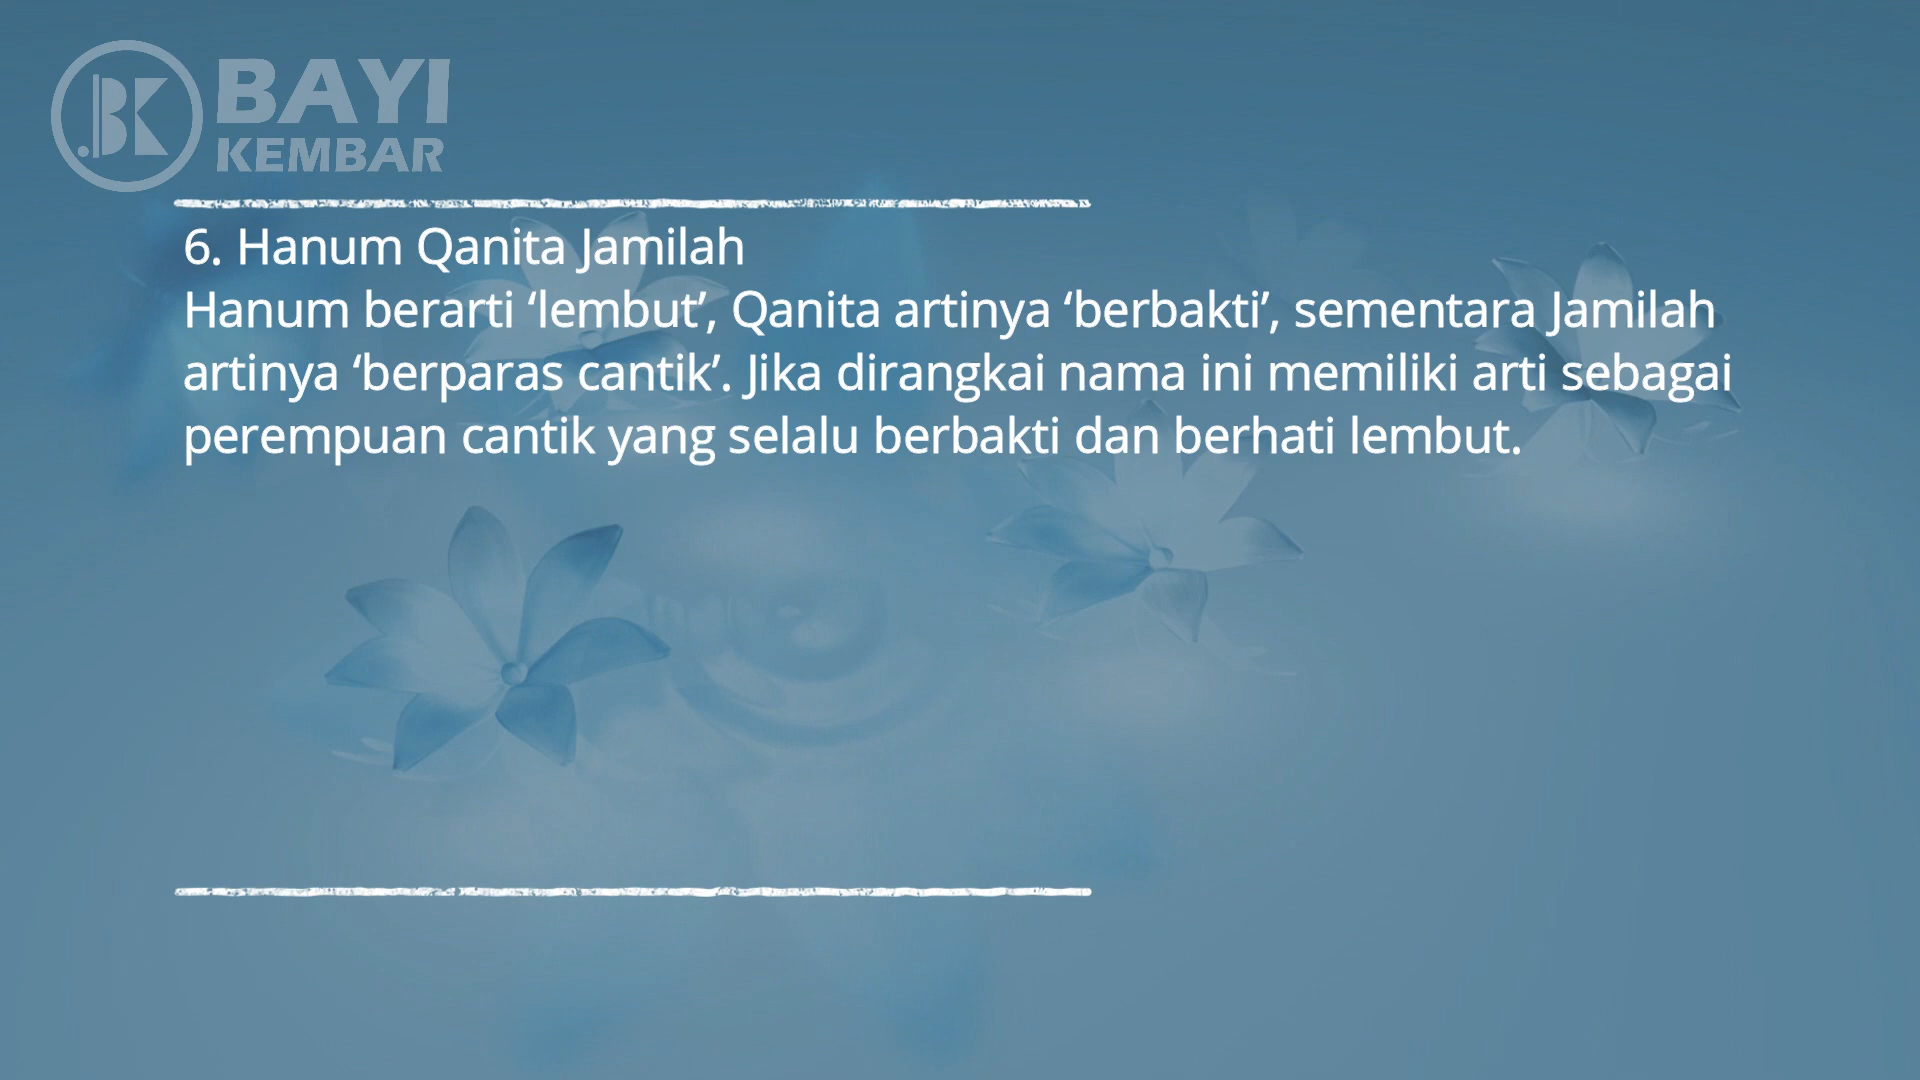 BK
BAYI
KEMBAR
6. Hanum Qanita Jamilah
Hanum berarti ‘lembut’, Qanita artinya ‘berbakti’, sementara Jamilah
artinya ‘berparas cantik’. Jika dirangkai nama ini memiliki arti sebagai
perempuan cantik yang selalu berbakti dan berhati lembut.